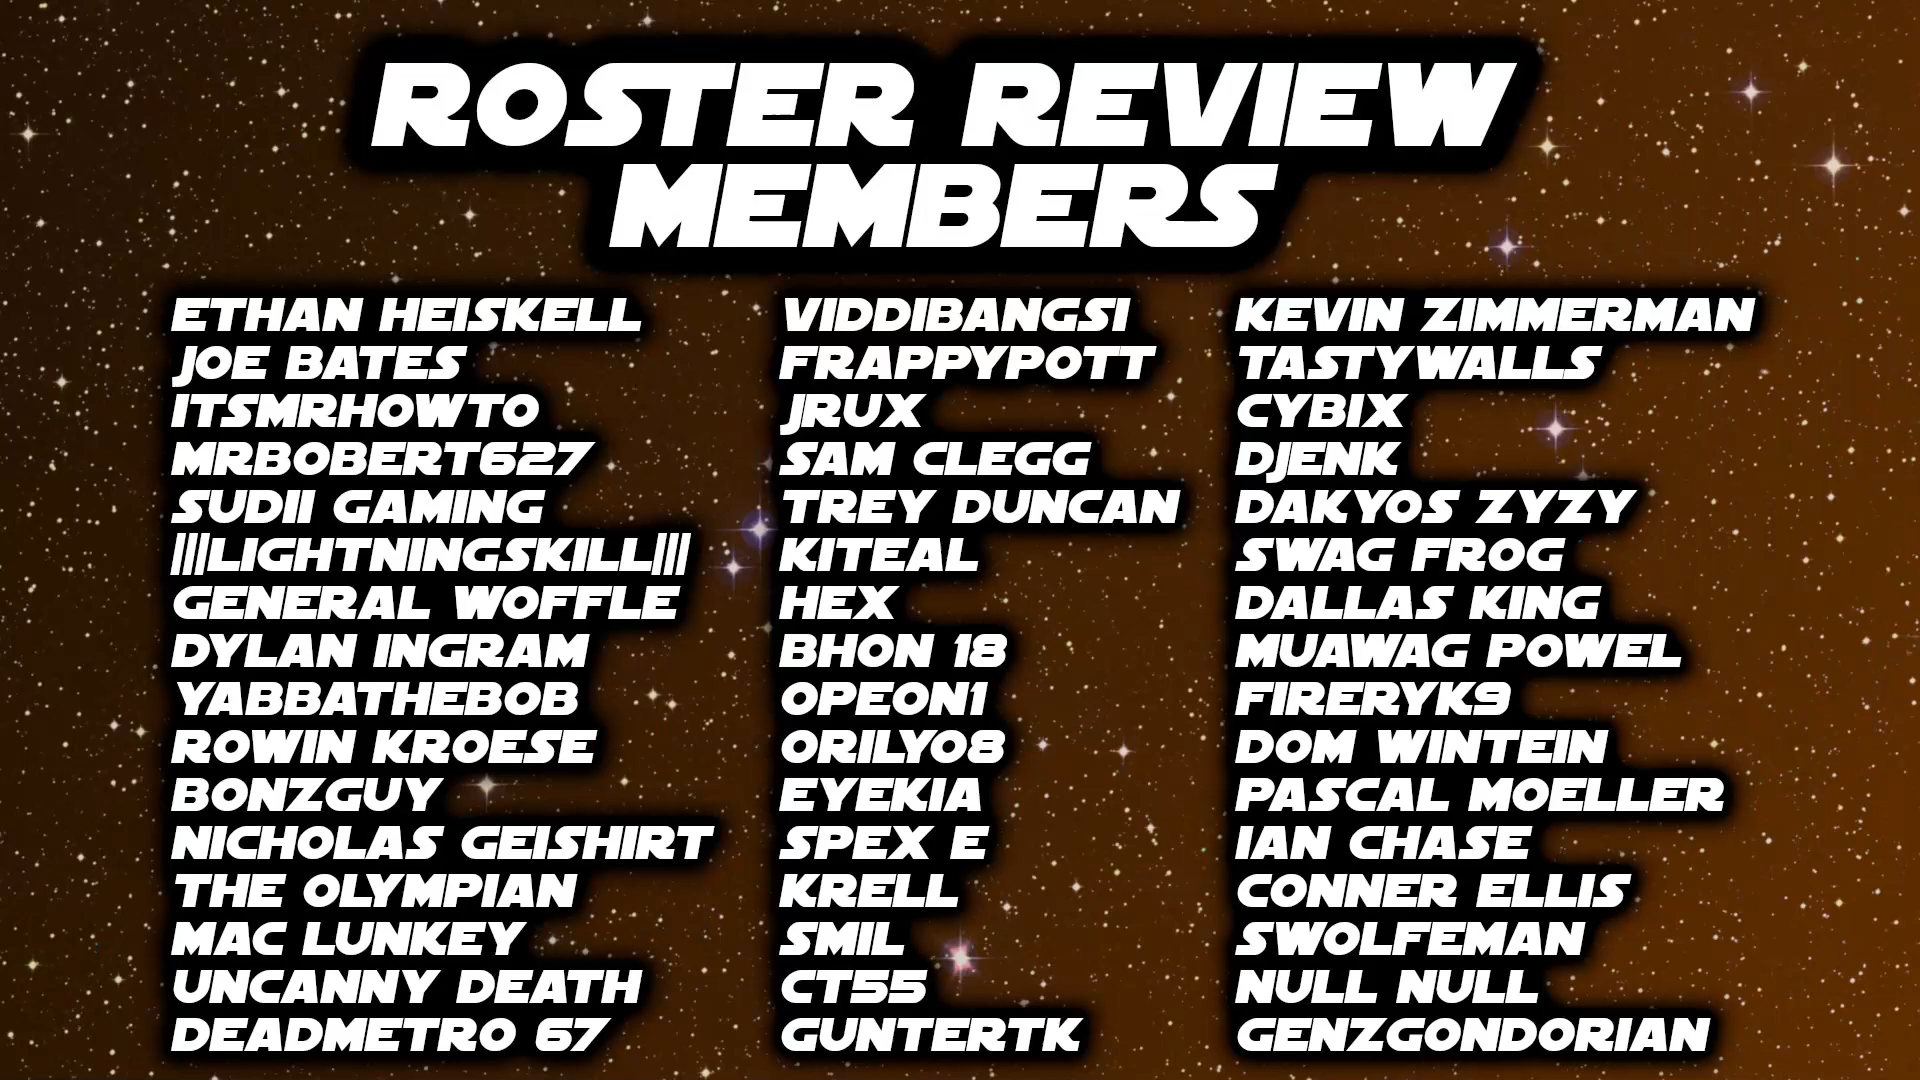 ROSTER REVIEW
MEMBERS
ETHAN HEISKELL
JOE BATES
ITSMRHOWTO
MRBOBERT627
SUDII GAMING
|||LIGHTNINGSKILL|||
GENERAL WOFFLE
DYLAN INGRAM
YABBATHEBOB
ROWIN KROESE
BONZGUY
NICHOLAS GEISHIRT
THE OLYMPIAN
MAC LUNKEY
UNCANNY DEATH
DEADMETRO 67
VIDDIBANGSI
FRAPPYPOTT
JRUX
SAM CLEGG
TREY DUNCAN
KITEAL
HEX
BHON 18
OPEON1
ORILYO8
EYEKIA
SPEX E
KRELL
SMIL
CT55
GUNTERTK
KEVIN ZIMMERMAN
TASTYWALLS
CYBIX
DJENK
DAKYOS ZYZY
SWAG FROG
DALLAS KING
MUAWAG POWEL
FIRERYK9
DOM WINTEIN
PASCAL MOELLER
IAN CHASE
CONNER ELLIS
SWOLFEMAN
NULL NULL
GENZGONDORIAN